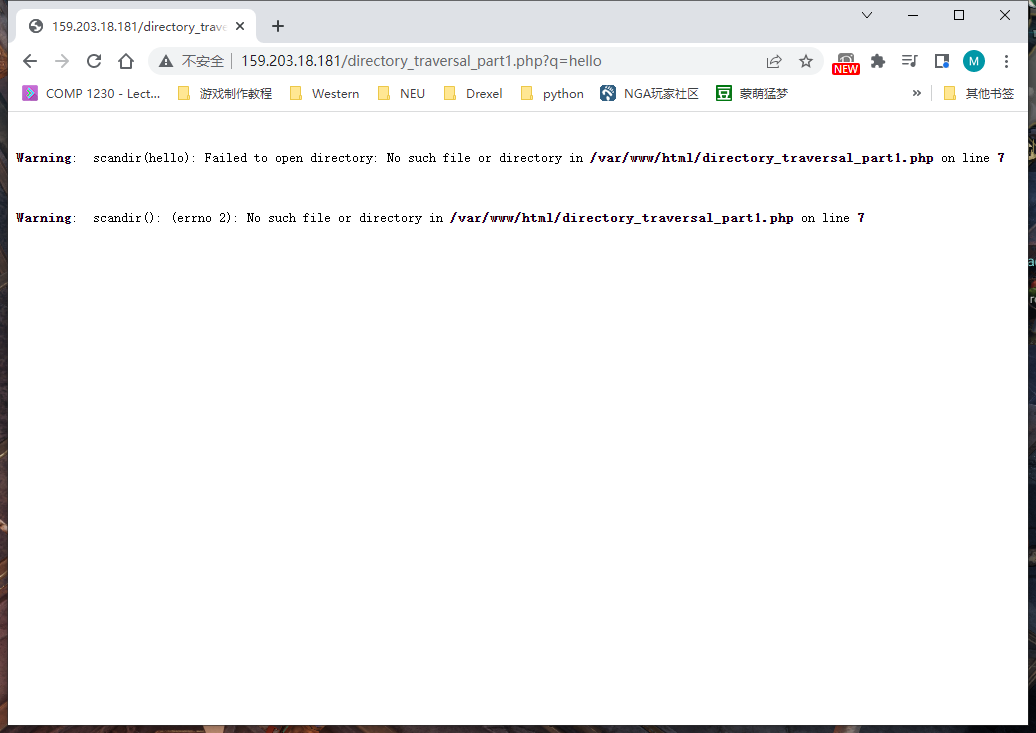 159.203.18.181/directory_trave
不安全 159.203.18.181/directory_traversal_part1.php?q=hello
NEW
M
COMP 1230 - Lect... 游戏制作教程 Western NEU Drexel python NGA玩家社区 豆 蒙萌猛梦 » 其他书签
Warning: scandir(hello): Failed to open directory: No such file or directory in /var/www/html/directory_traversal_part1.php on line 7
Warning: scandir(): (errno 2): No such file or directory in /var/www/html/directory_traversal_part1.php on line 7